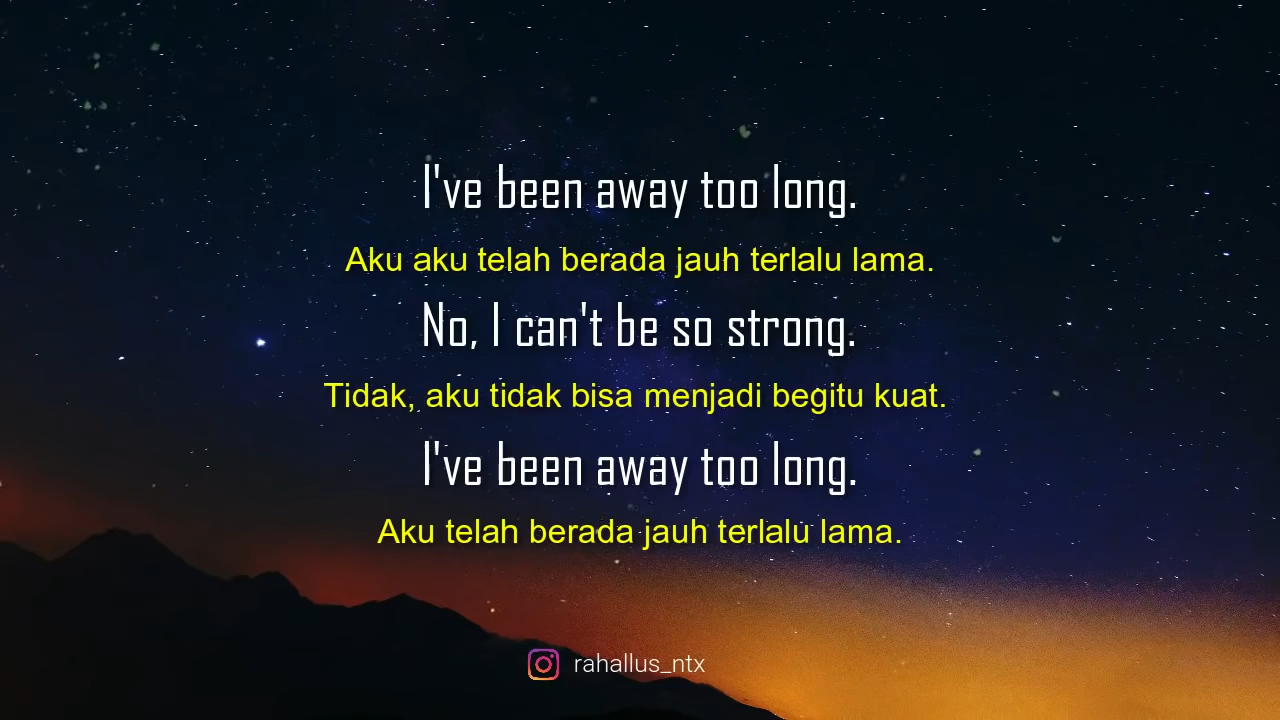 I've been away too long.
Aku aku telah berada jauh terlalu lama.
No, I can't be so strong.
Tidak, aku tidak bisa menjadi begitu kuat.
I've been away too long.
Aku telah berada jauh terlalu lama.
rahallus_ntx